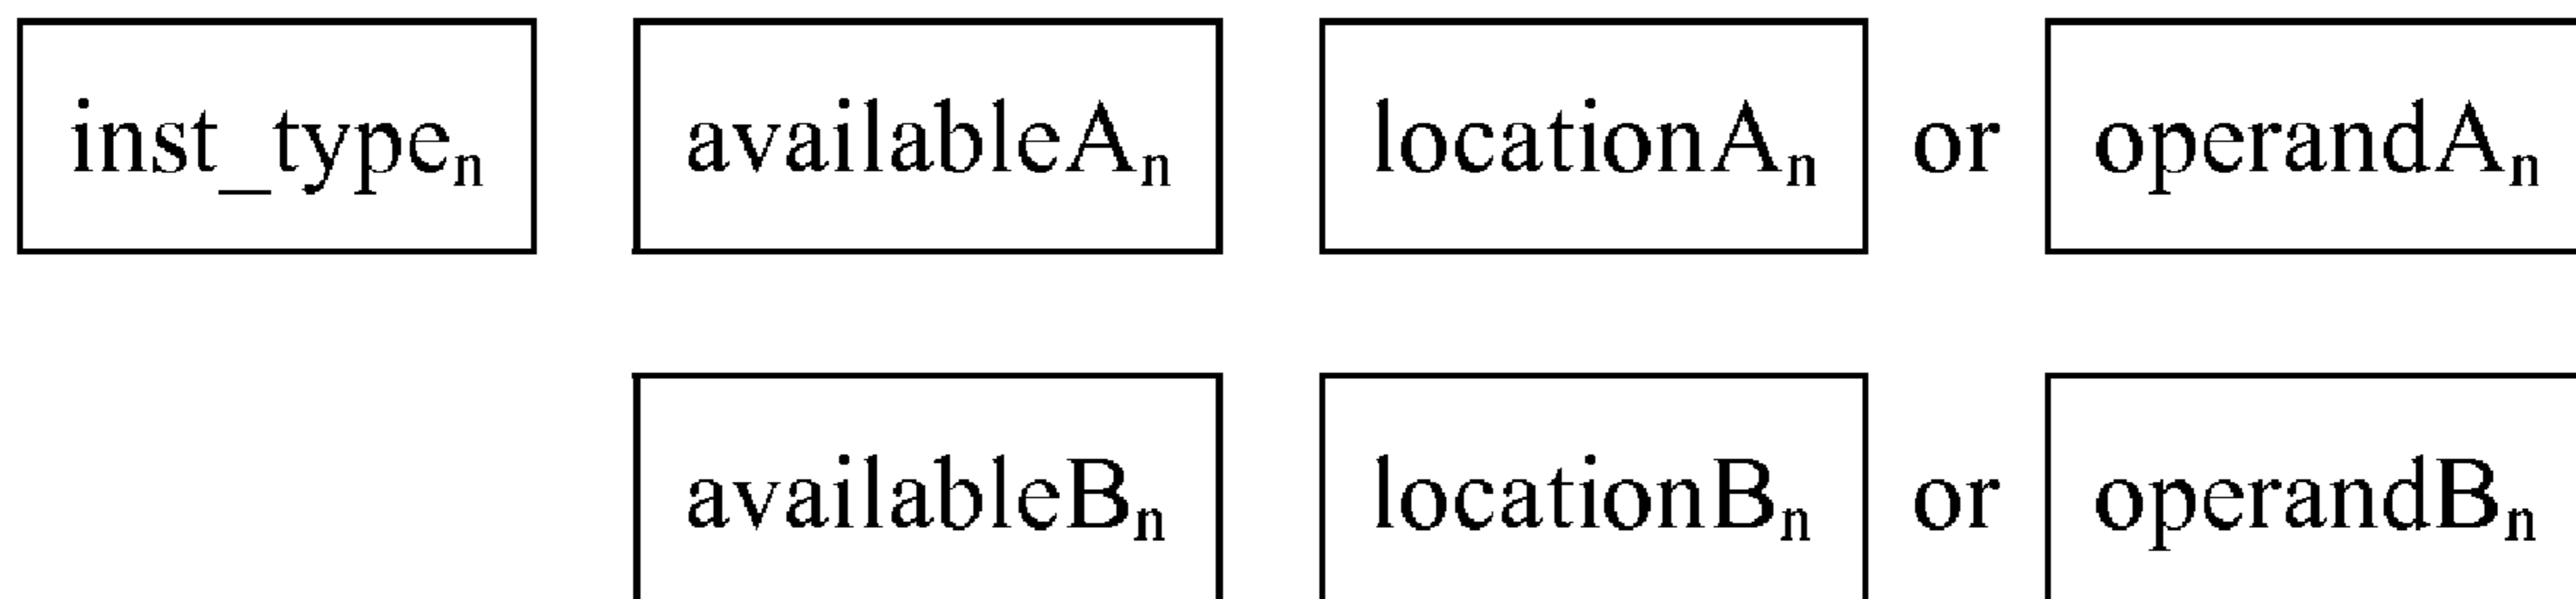 inst_typeₙ availableAₙ locationAₙ or operandAₙ
availableBₙ locationBₙ or operandBₙ